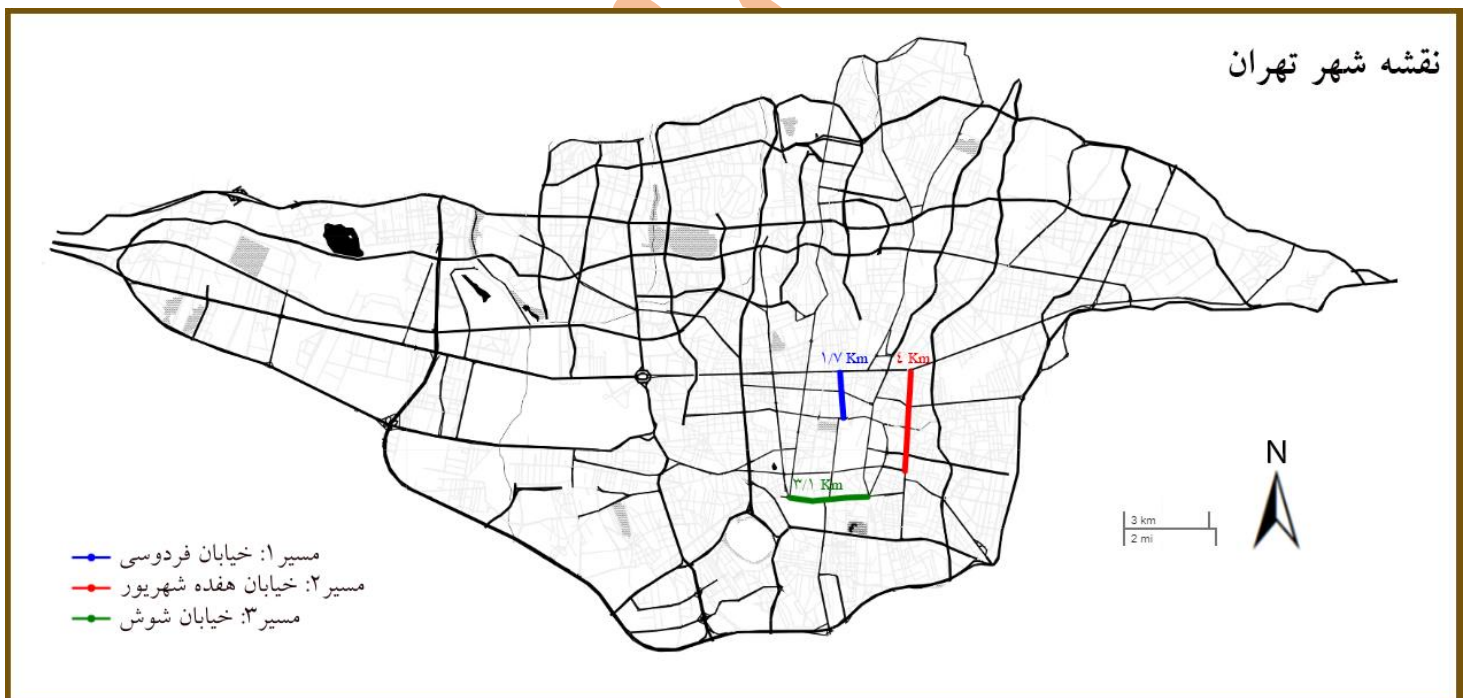 نقشه شهر تهران
۱/۷ Km
٤ Km
۳/۱ Km
N
3 km
2 mi
مسیر۱: خیابان فردوسی
مسیر۲: خیابان هفده شهریور
مسیر۳: خیابان شوش